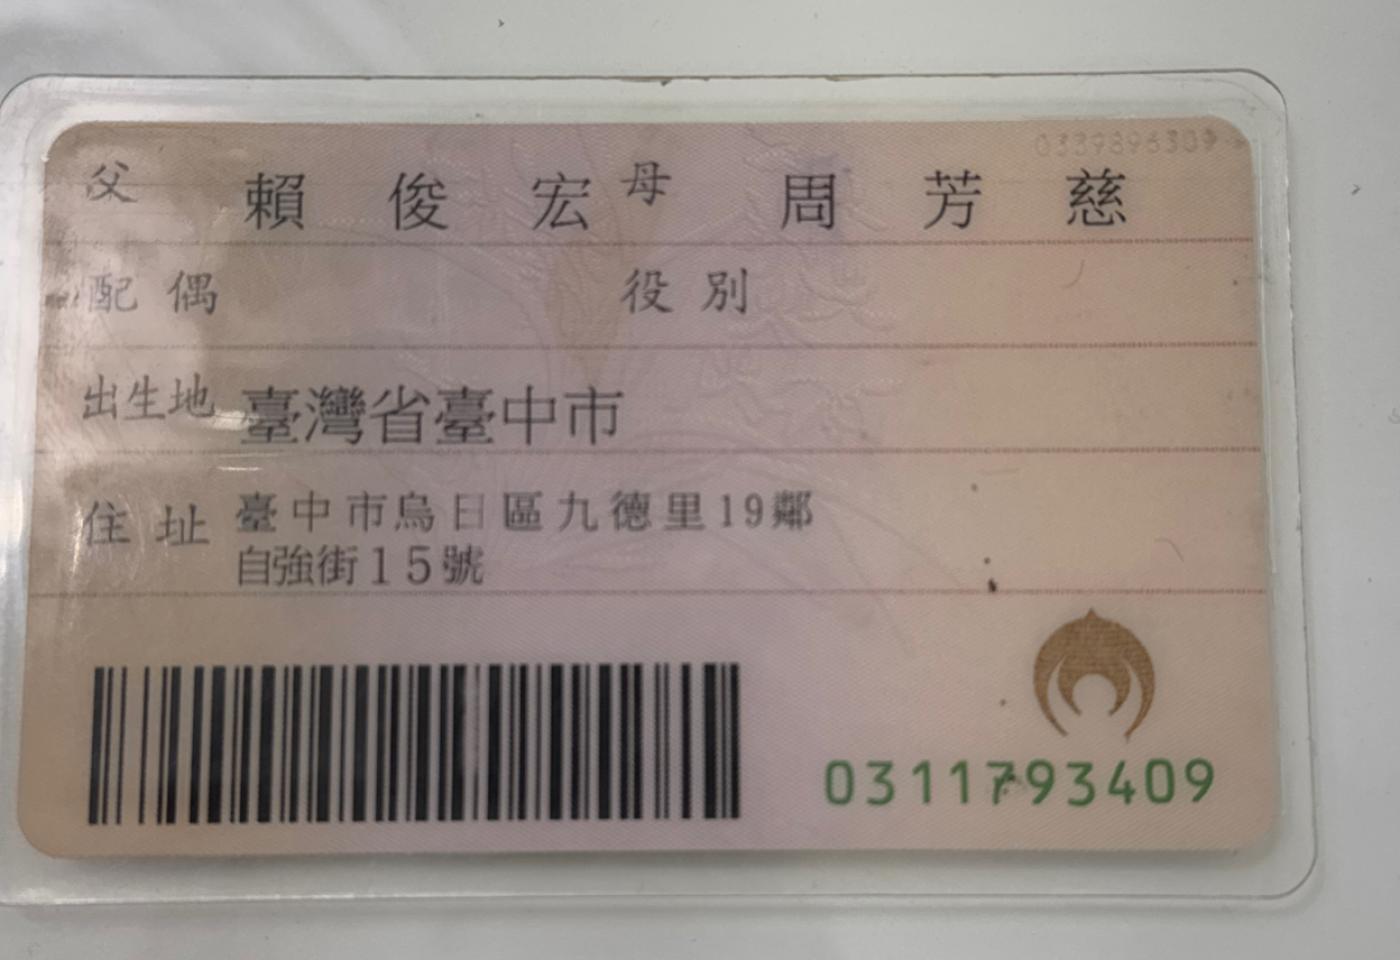 0339896309
父 賴俊宏 母 周芳慈
配偶 役別
出生地 臺灣省臺中市
住址 臺中市烏日區九德里19鄰
自強街15號
0311793409